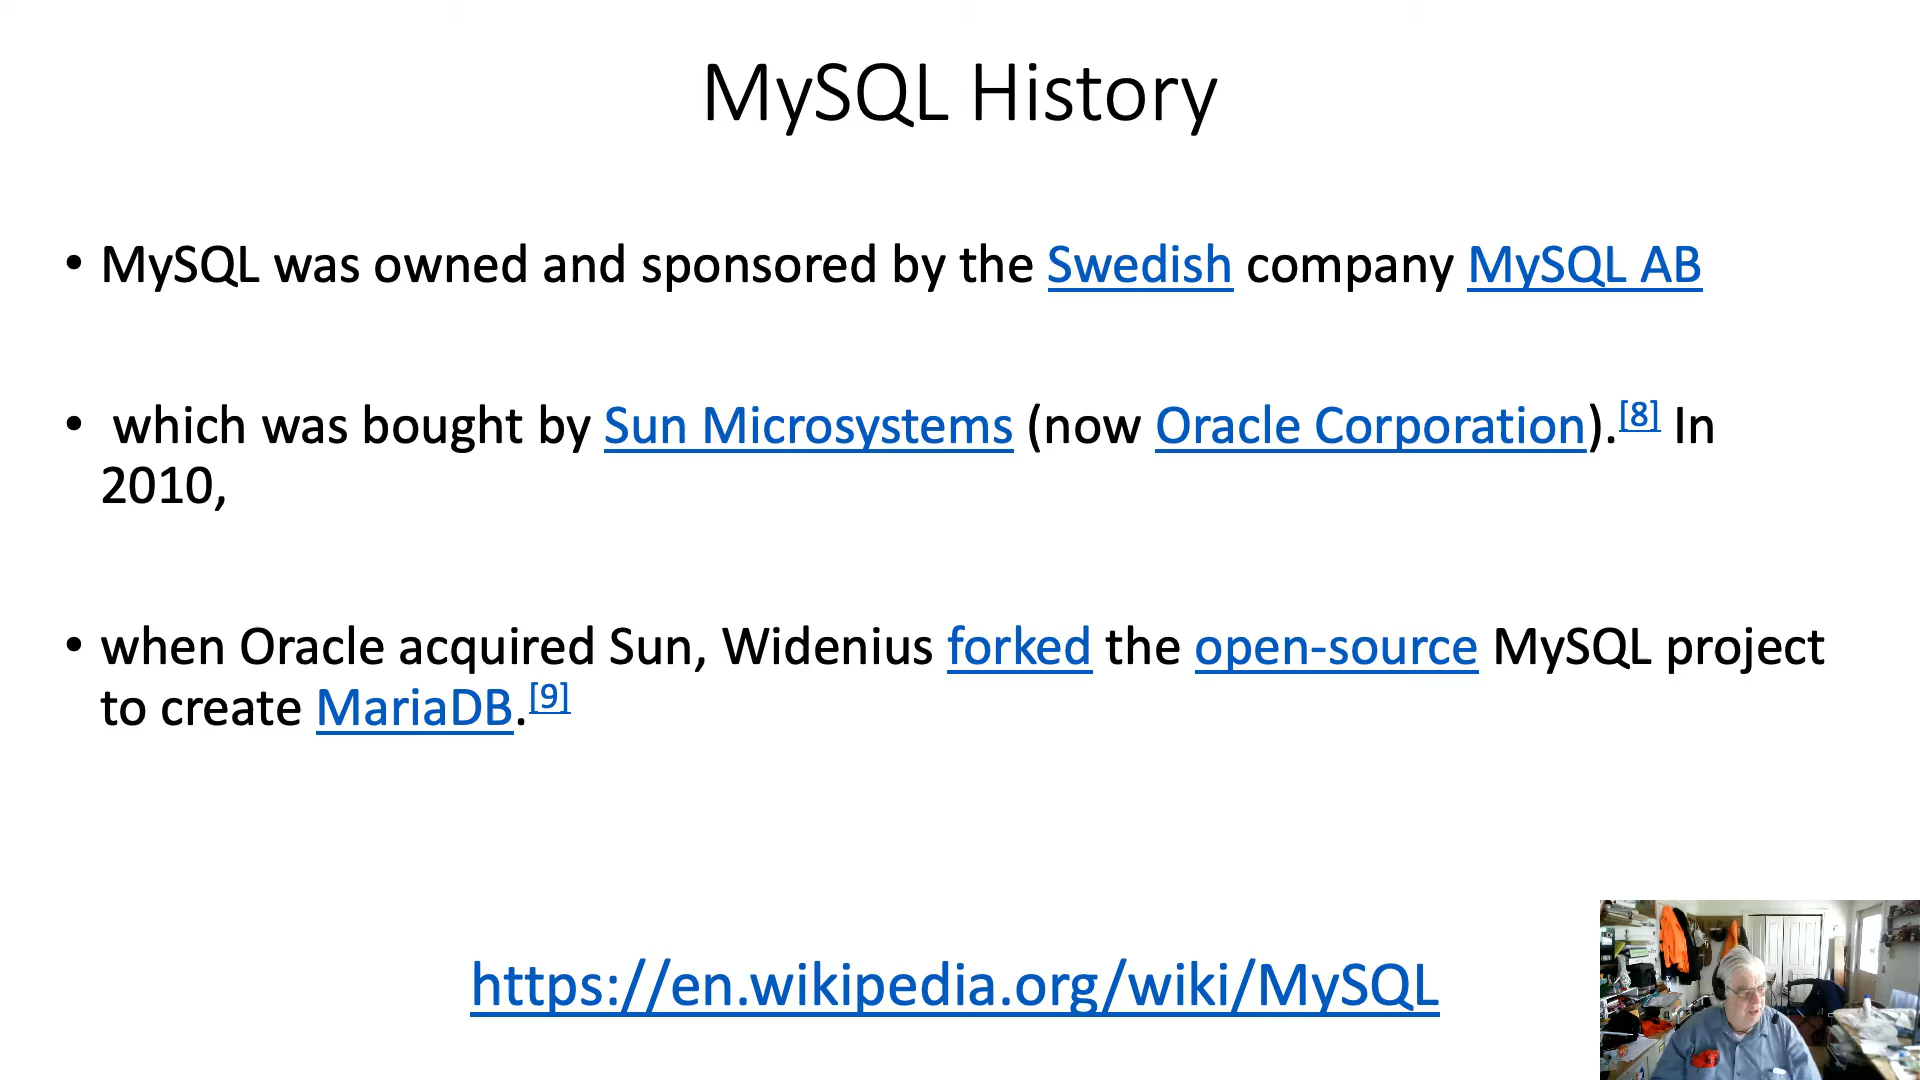 MySQL History
• MySQL was owned and sponsored by the Swedish company MySQL AB
• which was bought by Sun Microsystems (now Oracle Corporation).[8] In
2010,
• when Oracle acquired Sun, Widenius forked the open-source MySQL project
to create MariaDB.[9]
https://en.wikipedia.org/wiki/MySQL